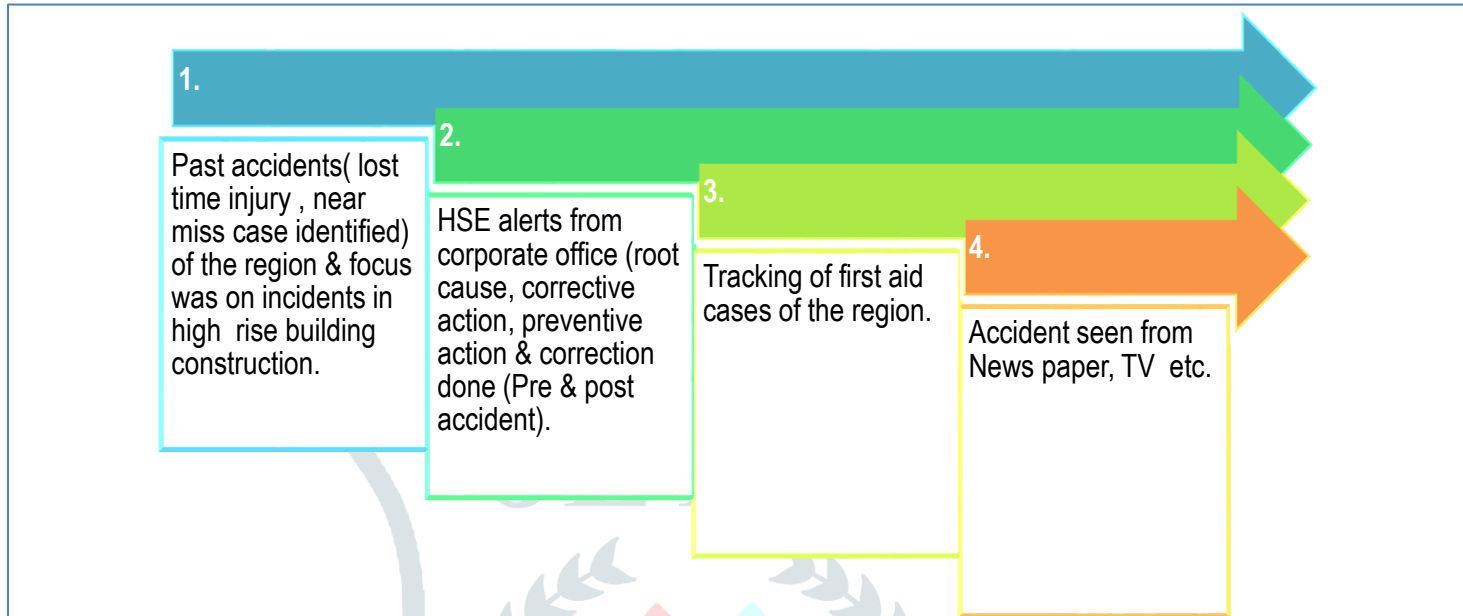 1.
Past accidents( lost
time injury , near
miss case identified)
of the region & focus
was on incidents in
high rise building
construction.
2.
HSE alerts from
corporate office (root
cause, corrective
action, preventive
action & correction
done (Pre & post
accident).
3.
Tracking of first aid
cases of the region.
4.
Accident seen from
News paper, TV etc.